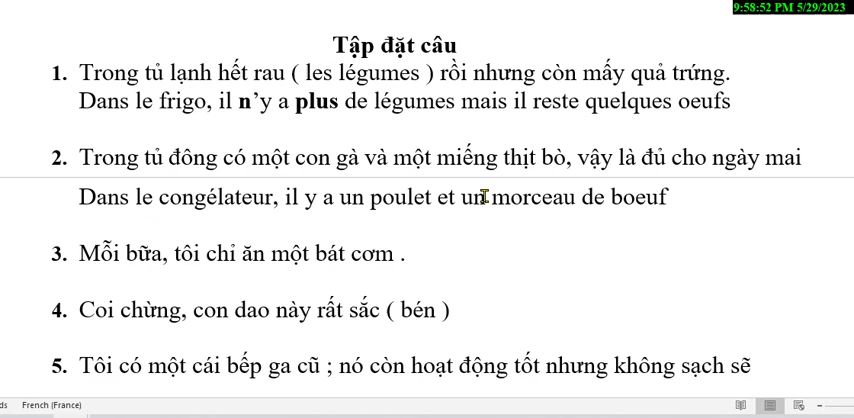 9:58:52 PM 5/29/2023
Tập đặt câu
1. Trong tủ lạnh hết rau ( les légumes ) rồi nhưng còn mấy quả trứng.
Dans le frigo, il n’y a plus de légumes mais il reste quelques oeufs
2. Trong tủ đông có một con gà và một miếng thịt bò, vậy là đủ cho ngày mai
Dans le congélateur, il y a un poulet et un morceau de boeuf
3. Mỗi bữa, tôi chỉ ăn một bát cơm .
4. Coi chừng, con dao này rất sắc ( bén )
5. Tôi có một cái bếp ga cũ ; nó còn hoạt động tốt nhưng không sạch sẽ
ds French (France)